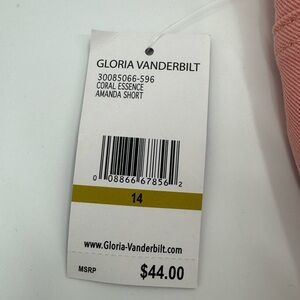 GLORIA VANDERBILT
30085066-596
CORAL ESSENCE
AMANDA SHORT
0 08866 67856 2
14
www.Gloria-Vanderbilt.com
MSRP $44.00